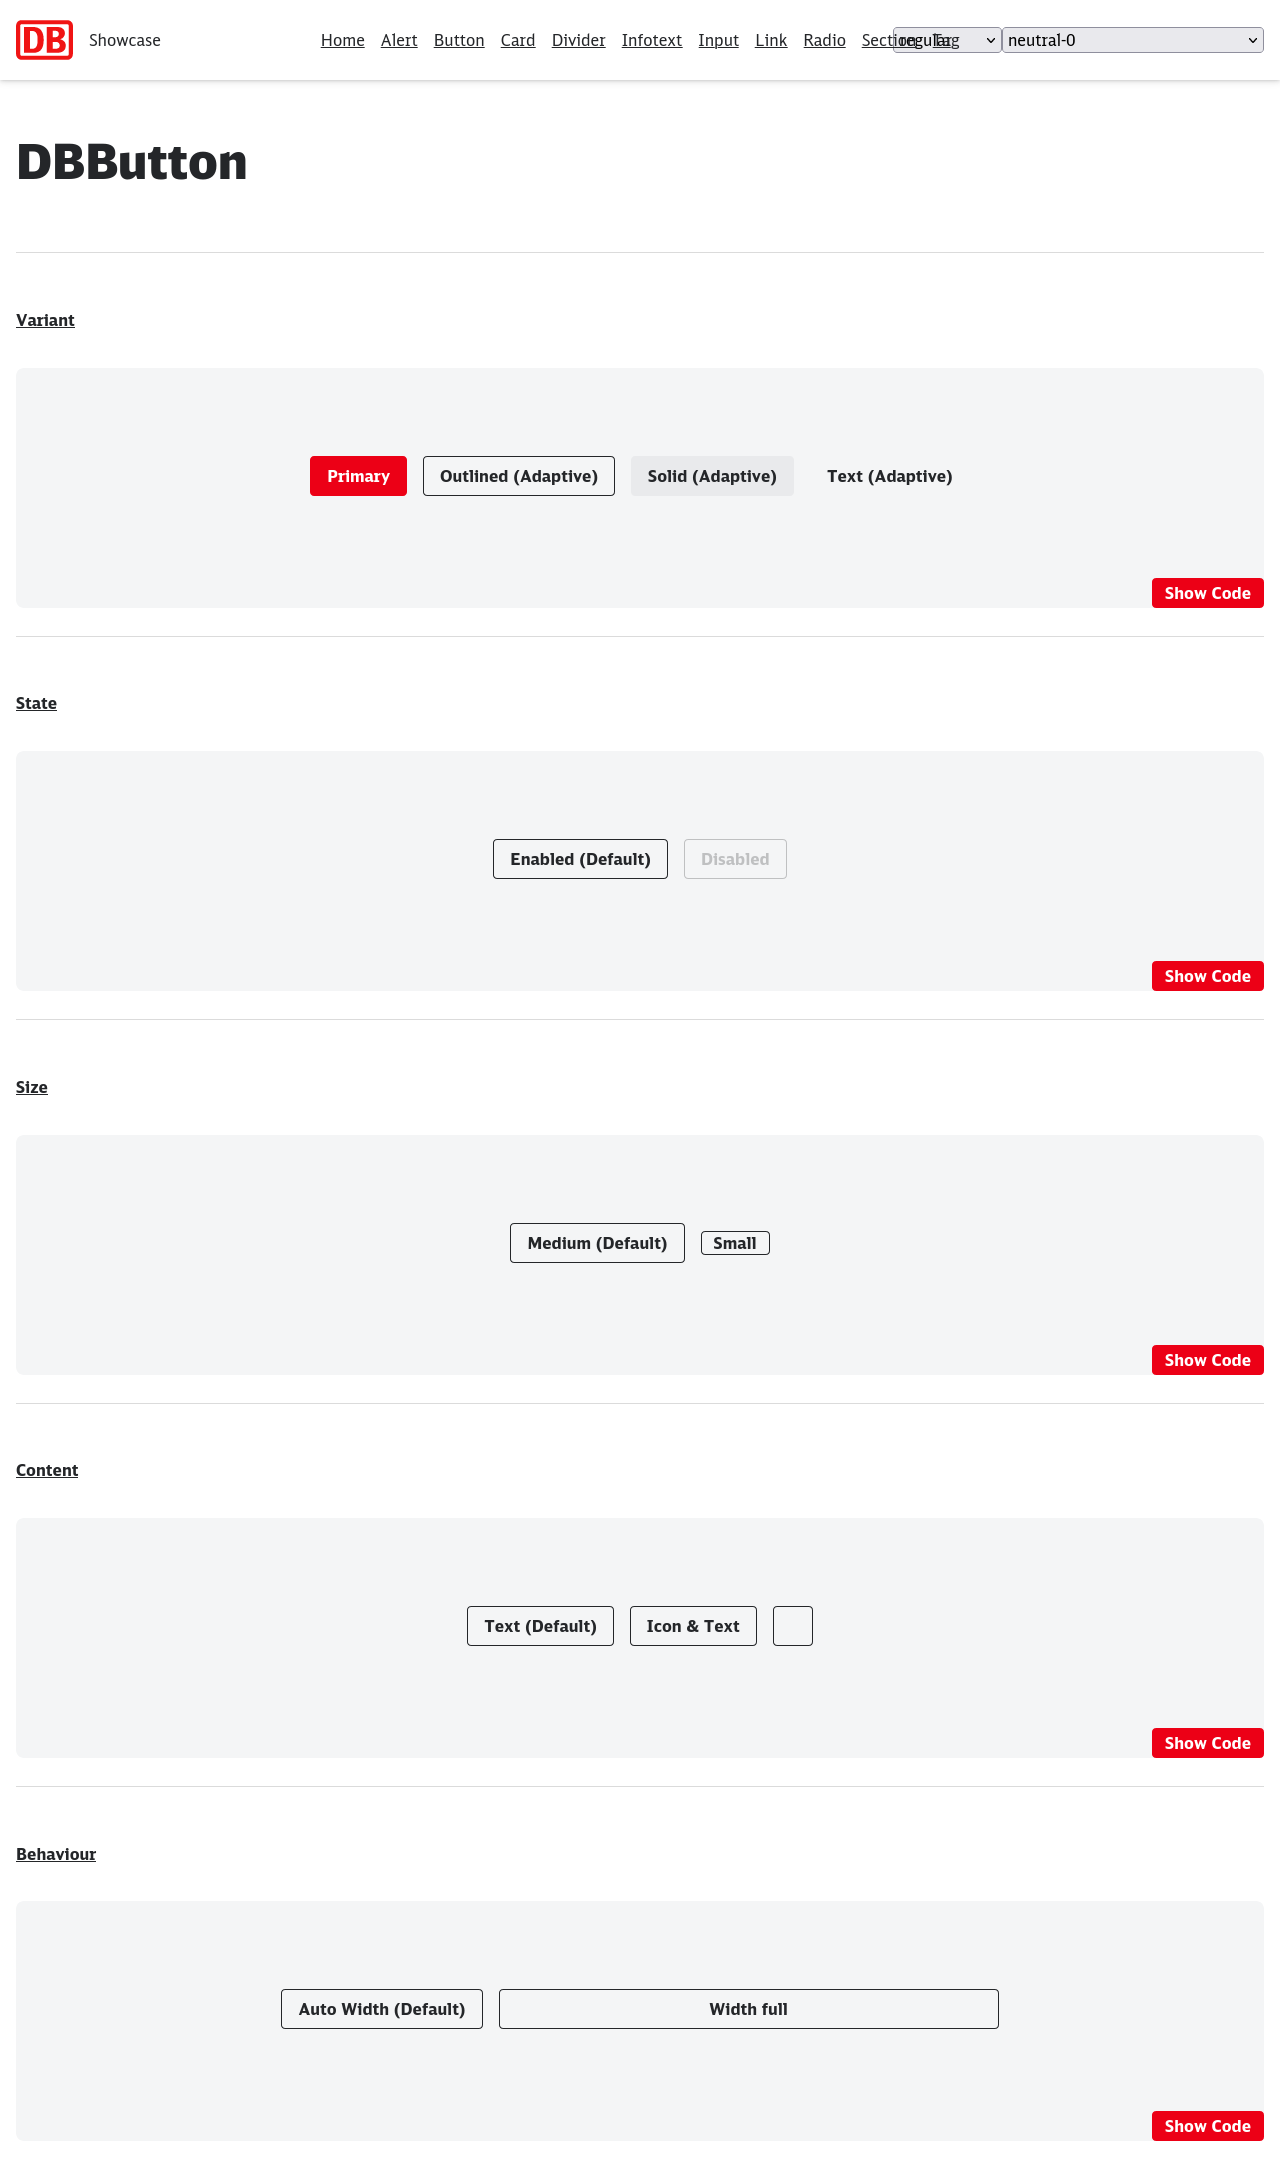 DB Showcase Home Alert Button Card Divider Infotext Input Link Radio Section Tag regular neutral-0
DBButton
Variant
Primary Outlined (Adaptive) Solid (Adaptive) Text (Adaptive)
Show Code
State
Enabled (Default) Disabled
Show Code
Size
Medium (Default) Small
Show Code
Content
Text (Default) Icon & Text
Show Code
Behaviour
Auto Width (Default) Width full
Show Code